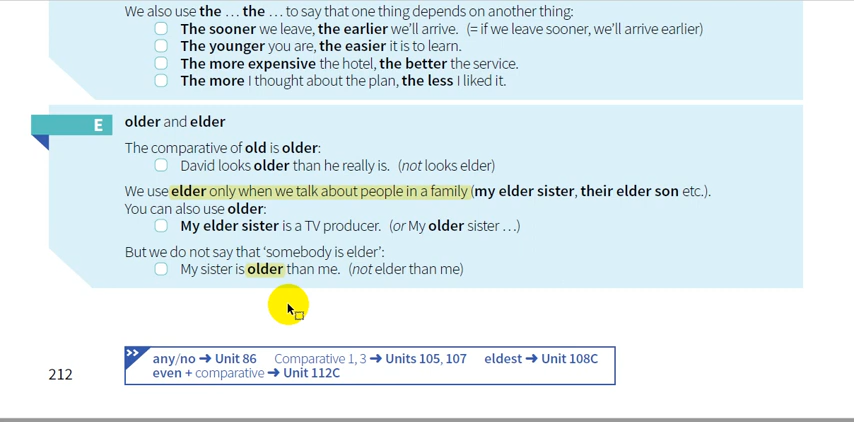 We also use the … the … to say that one thing depends on another thing:
The sooner we leave, the earlier we’ll arrive. (= if we leave sooner, we’ll arrive earlier)
The younger you are, the easier it is to learn.
The more expensive the hotel, the better the service.
The more I thought about the plan, the less I liked it.
E older and elder
The comparative of old is older:
David looks older than he really is. (not looks elder)
We use elder only when we talk about people in a family (my elder sister, their elder son etc.).
You can also use older:
My elder sister is a TV producer. (or My older sister …)
But we do not say that ‘somebody is elder’:
My sister is older than me. (not elder than me)
>> any/no ➜ Unit 86 Comparative 1, 3 ➜ Units 105, 107 eldest ➜ Unit 108C
even + comparative ➜ Unit 112C
212